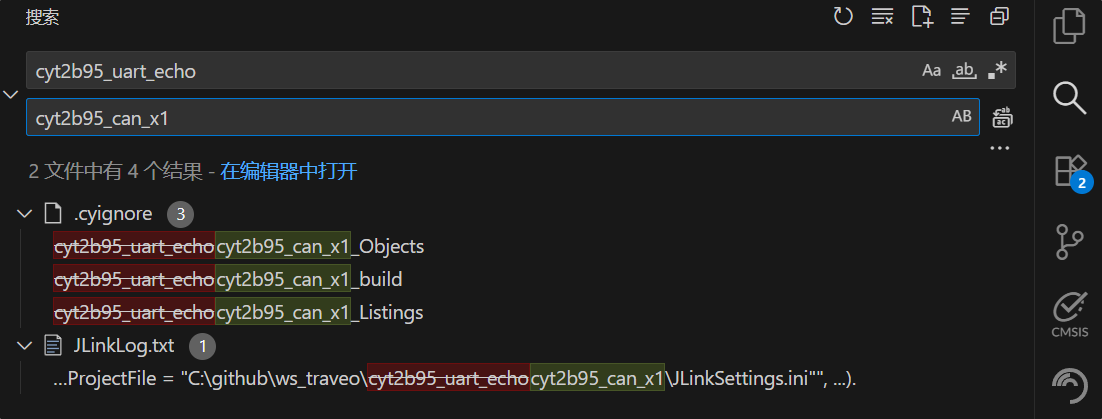 搜索
cyt2b95_uart_echo
Aa ab .*
cyt2b95_can_x1
AB
ab ac
2 文件中有 4 个结果 - 在编辑器中打开
.cyignore 3
cyt2b95_uart_echocyt2b95_can_x1_Objects
cyt2b95_uart_echocyt2b95_can_x1_build
cyt2b95_uart_echocyt2b95_can_x1_Listings
JLinkLog.txt 1
...ProjectFile = "C:\github\ws_traveo\cyt2b95_uart_echocyt2b95_can_x1\JLinkSettings.ini"", ...).
2
CMSIS